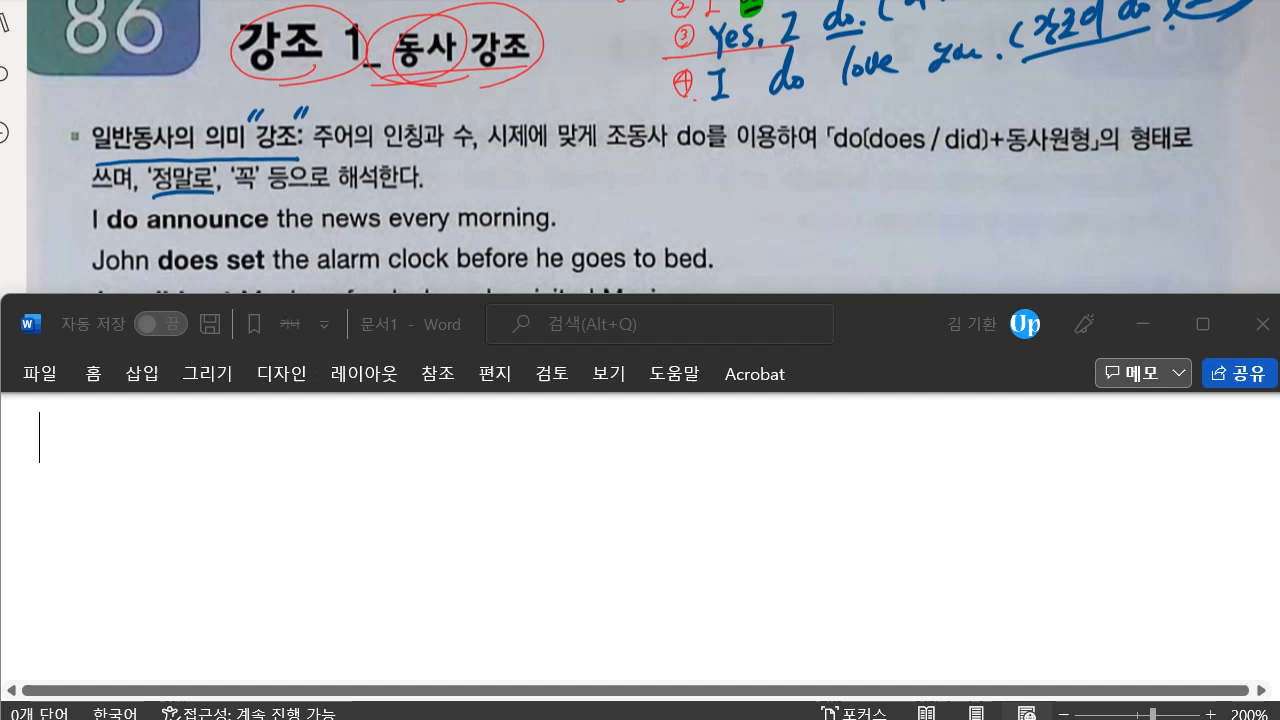 86
강조 1_ 동사 강조
② I
③ Yes. I do.
④ I do love you. (강조의 do)
일반동사의 의미 "강조": 주어의 인칭과 수, 시제에 맞게 조동사 do를 이용하여 「do(does / did)+동사원형」의 형태로
쓰며, ‘정말로’, ‘꼭’ 등으로 해석한다.
I do announce the news every morning.
John does set the alarm clock before he goes to bed.
자동 저장 끔 가나 문서1 - Word 검색(Alt+Q) 김 기환 Up
파일 홈 삽입 그리기 디자인 레이아웃 참조 편지 검토 보기 도움말 Acrobat 메모 공유
0개 단어 한국어 접근성: 계속 진행 가능 포커스 200%